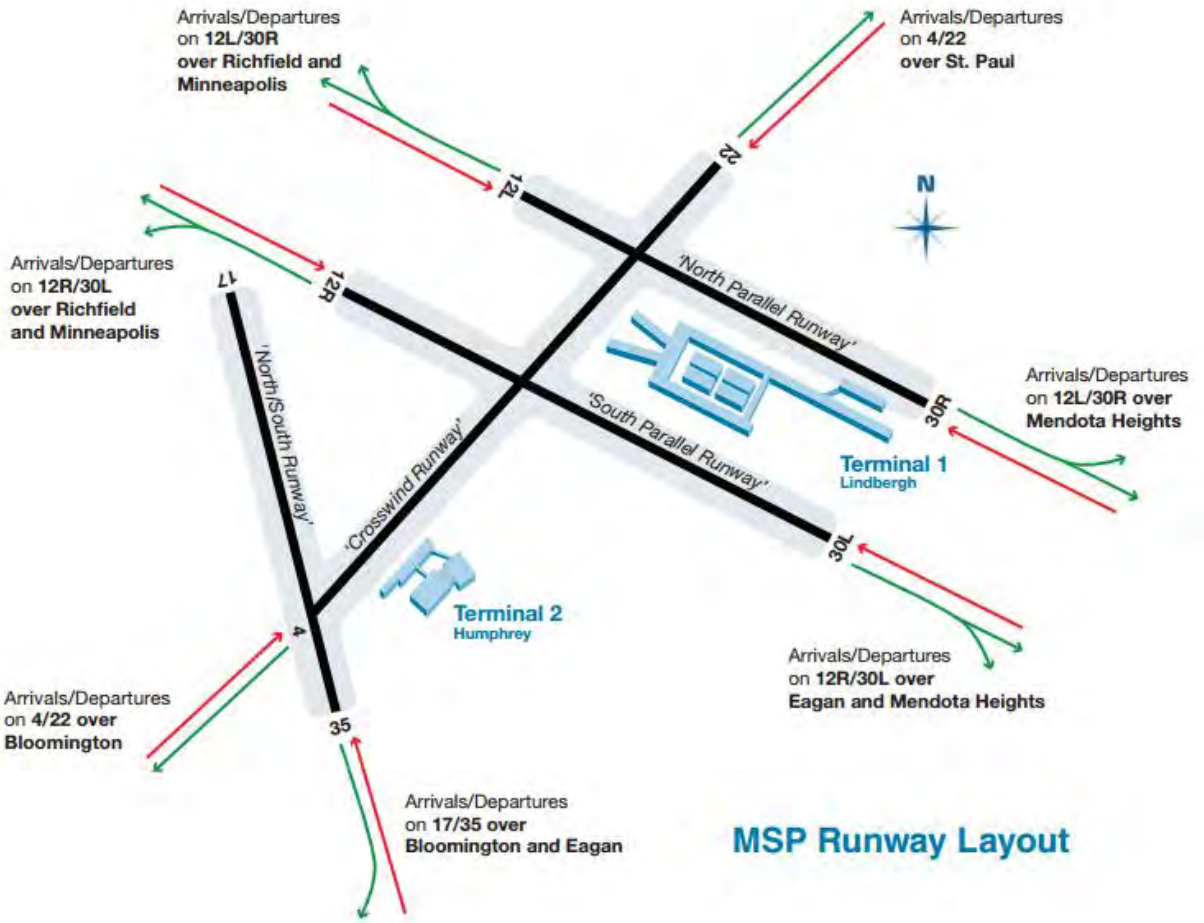 Arrivals/Departures
on 12L/30R
over Richfield and
Minneapolis
Arrivals/Departures
on 4/22
over St. Paul
22
12L
N
Arrivals/Departures
on 12R/30L
over Richfield
and Minneapolis
17
12R
'North Parallel Runway'
'North/South Runway'
'South Parallel Runway'
'Crosswind Runway'
30R
Arrivals/Departures
on 12L/30R over
Mendota Heights
Terminal 1
Lindbergh
30L
Terminal 2
Humphrey
4
Arrivals/Departures
on 12R/30L over
Eagan and Mendota Heights
Arrivals/Departures
on 4/22 over
Bloomington
35
Arrivals/Departures
on 17/35 over
Bloomington and Eagan
MSP Runway Layout